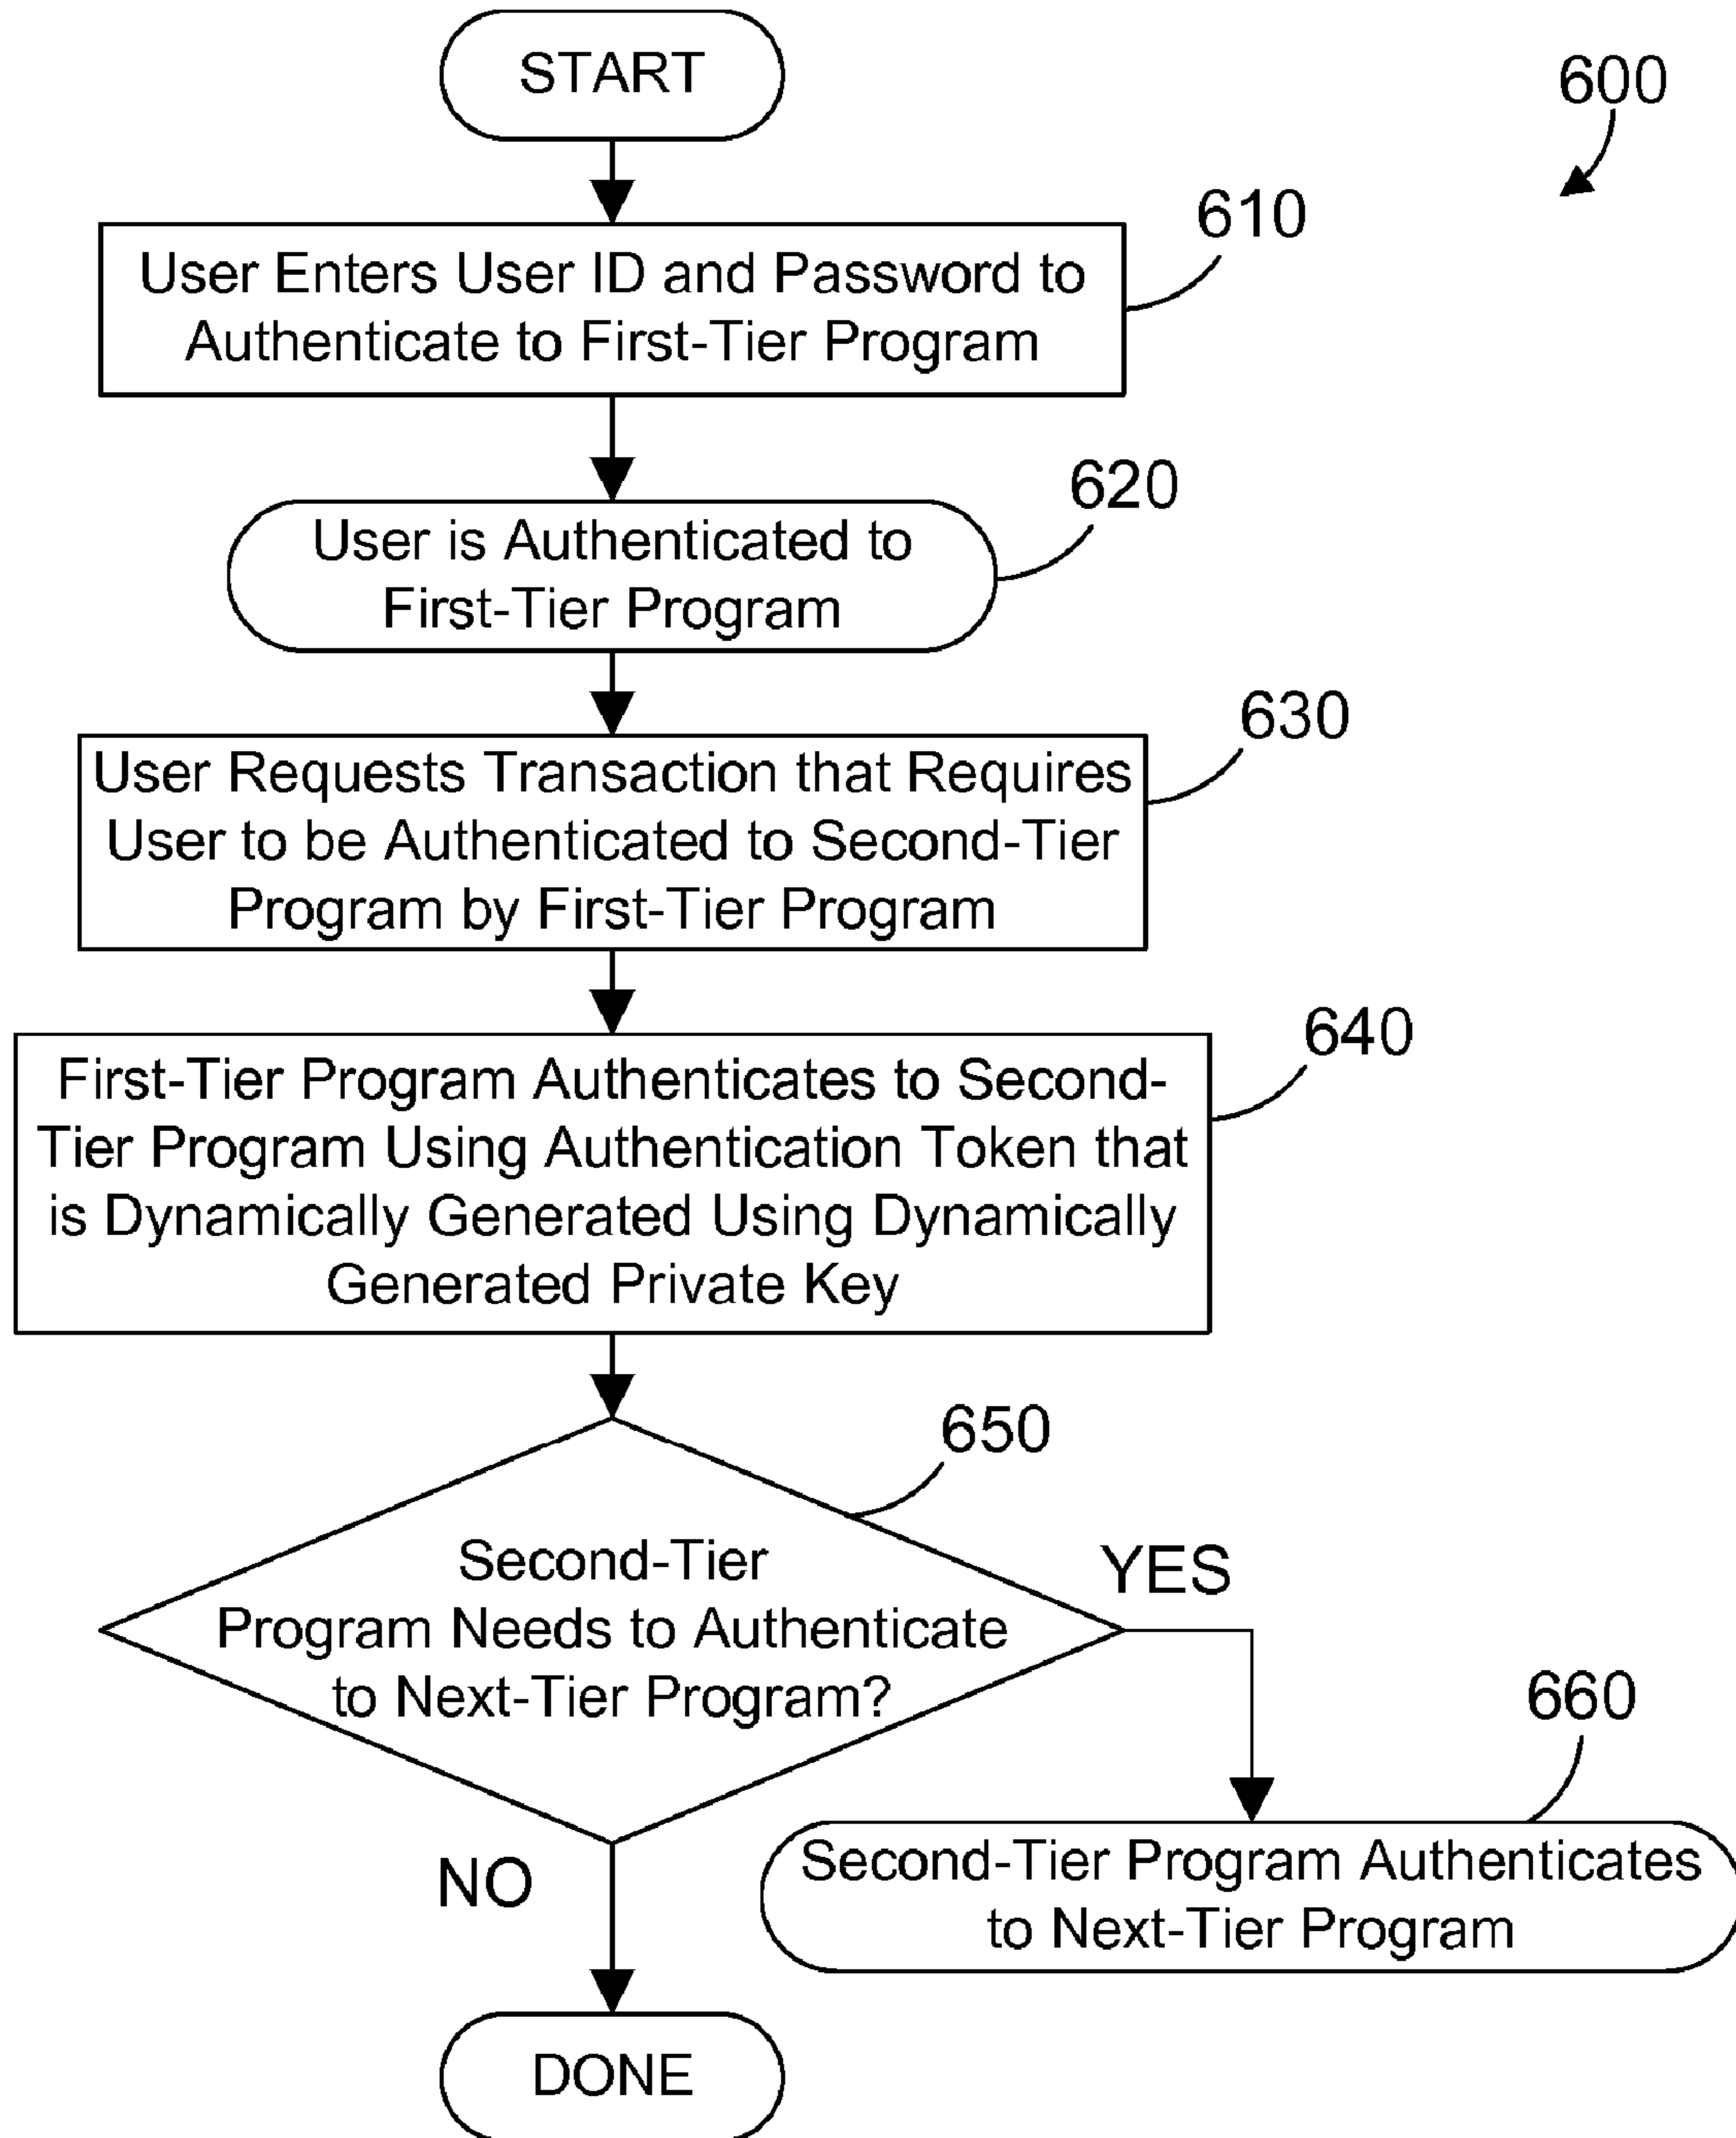 START
600
610
User Enters User ID and Password to
Authenticate to First-Tier Program
620
User is Authenticated to
First-Tier Program
630
User Requests Transaction that Requires
User to be Authenticated to Second-Tier
Program by First-Tier Program
640
First-Tier Program Authenticates to Second-
Tier Program Using Authentication Token that
is Dynamically Generated Using Dynamically
Generated Private Key
650
Second-Tier
Program Needs to Authenticate
to Next-Tier Program?
YES
660
Second-Tier Program Authenticates
to Next-Tier Program
NO
DONE